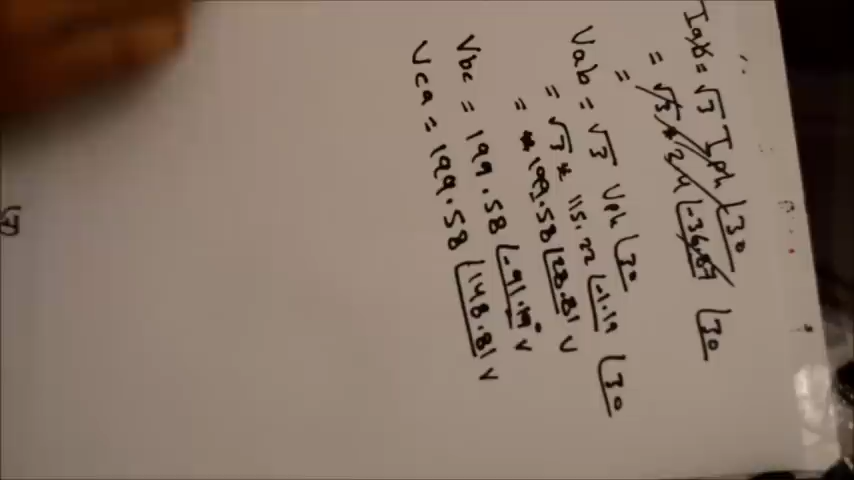 ∴ Iab = √3 Iph ∠30
= √3 * 2.4 ∠-36.87 ∠30
=
Vab = √3 Vph ∠30
= √3 * 115.22 ∠-1.19 ∠30
= 199.58 ∠28.81 V
Vbc = 199.58 ∠-91.19° V
Vca = 199.58 ∠148.81 V